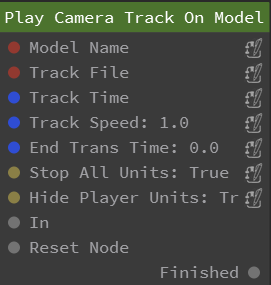 Play Camera Track On Model
Model Name
Track File
Track Time
Track Speed: 1.0
End Trans Time: 0.0
Stop All Units: True
Hide Player Units: Tr
In
Reset Node
Finished